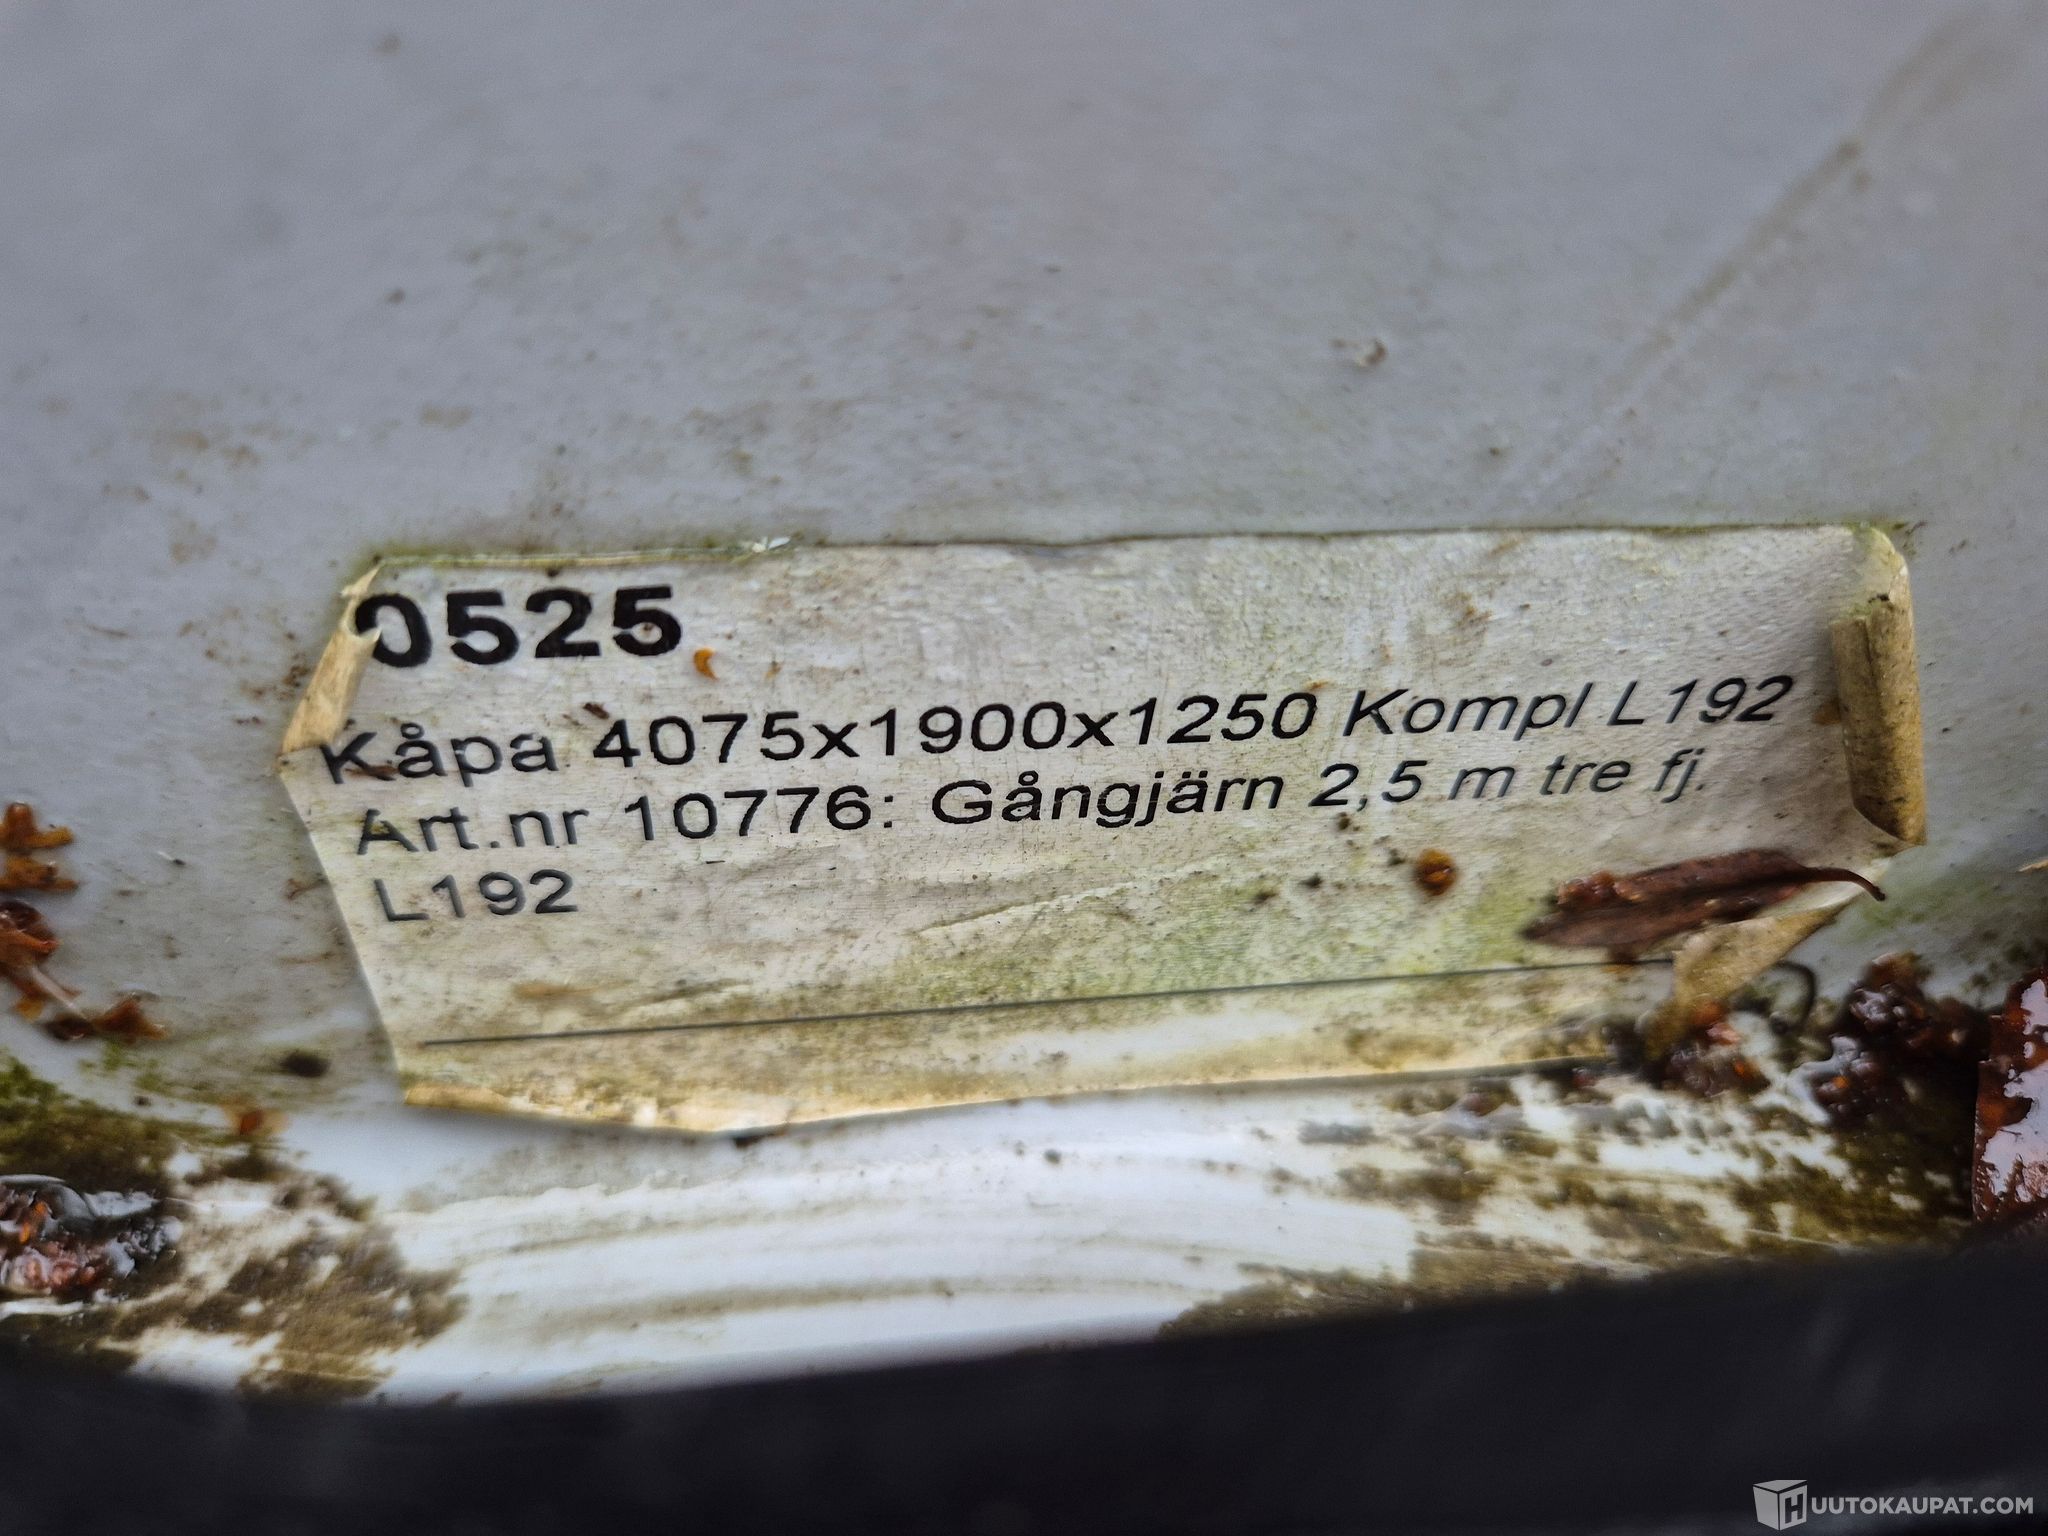 0525
Kåpa 4075x1900x1250 Kompl L192
Art.nr 10776: Gångjärn 2,5 m tre fj.
L192
HUUTOKAUPAT.COM